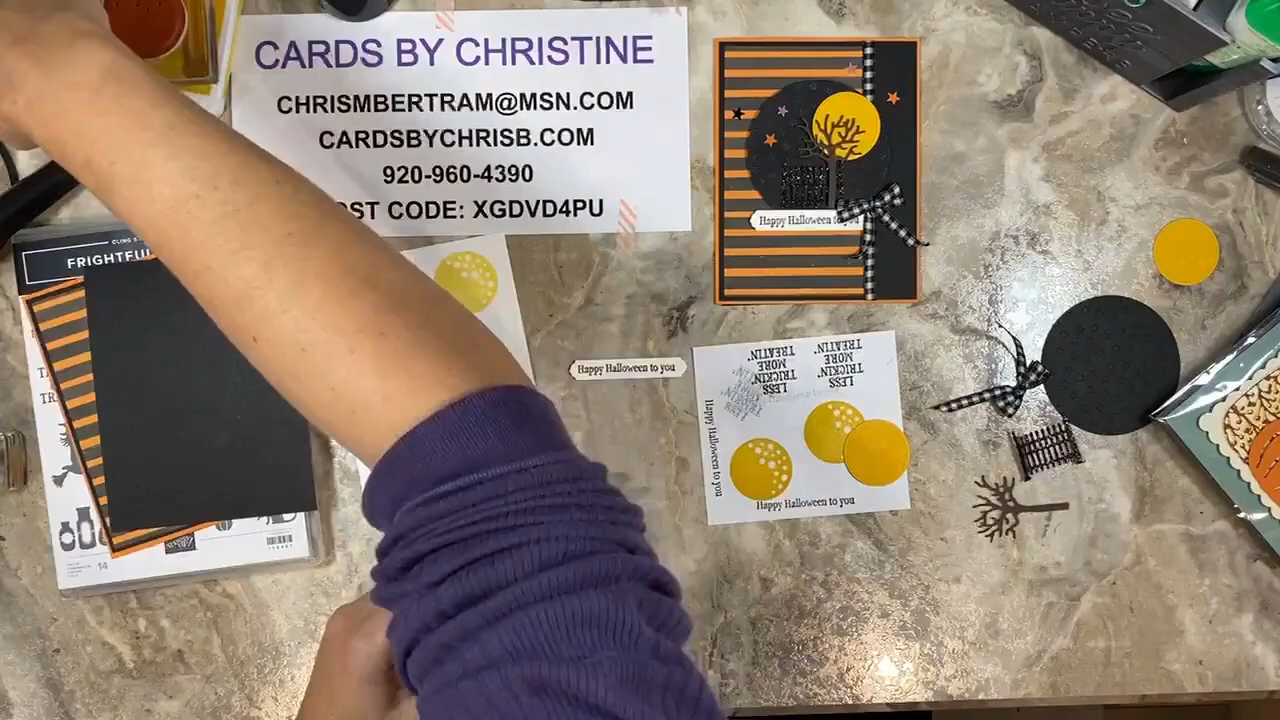 CARDS BY CHRISTINE
CHRISMBERTRAM@MSN.COM
CARDSBYCHRISB.COM
920-960-4390
CODE: XGDVD4PU
Happy Halloween to you
Happy Halloween to you
LESS
TRICKIN'
MORE
TREATIN'
LESS
TRICKIN'
MORE
TREATIN'
Happy Halloween to you
Happy Halloween to you
14